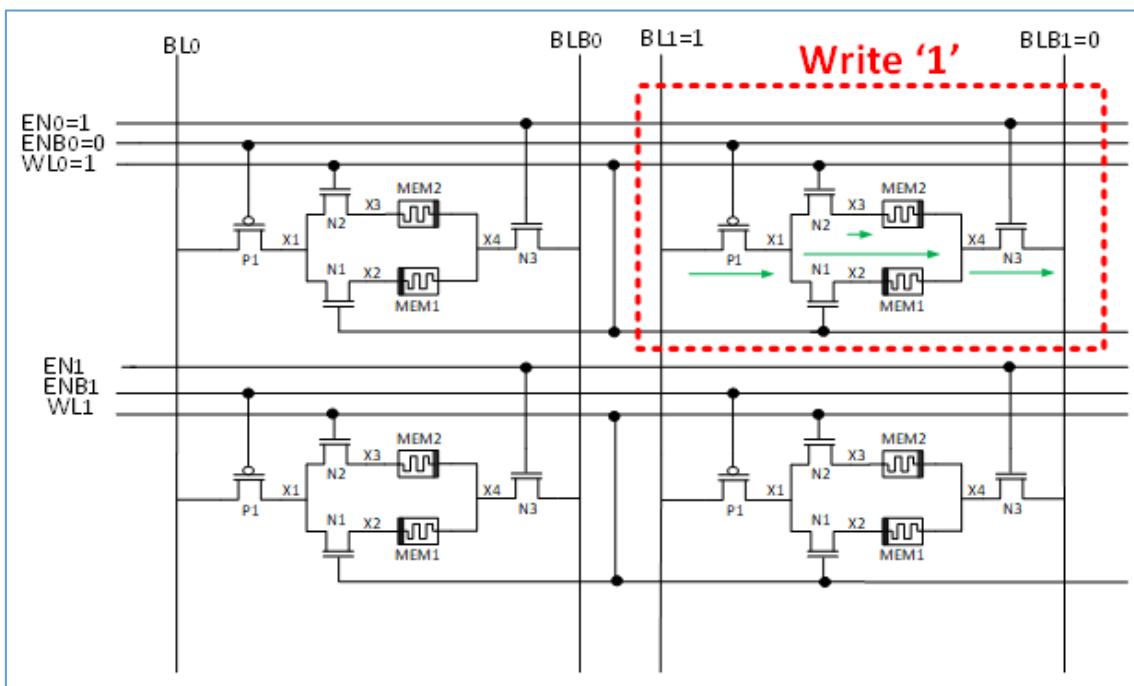 BL0 BLB0 BL1=1 BLB1=0
Write ‘1’
EN0=1
ENB0=0
WL0=1
MEM2 MEM2
N2 X3 N2 X3
X1 X4 X1 X4
P1 N1 X2 N3 P1 N1 X2 N3
MEM1 MEM1
EN1
ENB1
WL1
MEM2 MEM2
N2 X3 N2 X3
X1 X4 X1 X4
P1 N1 X2 N3 P1 N1 X2 N3
MEM1 MEM1